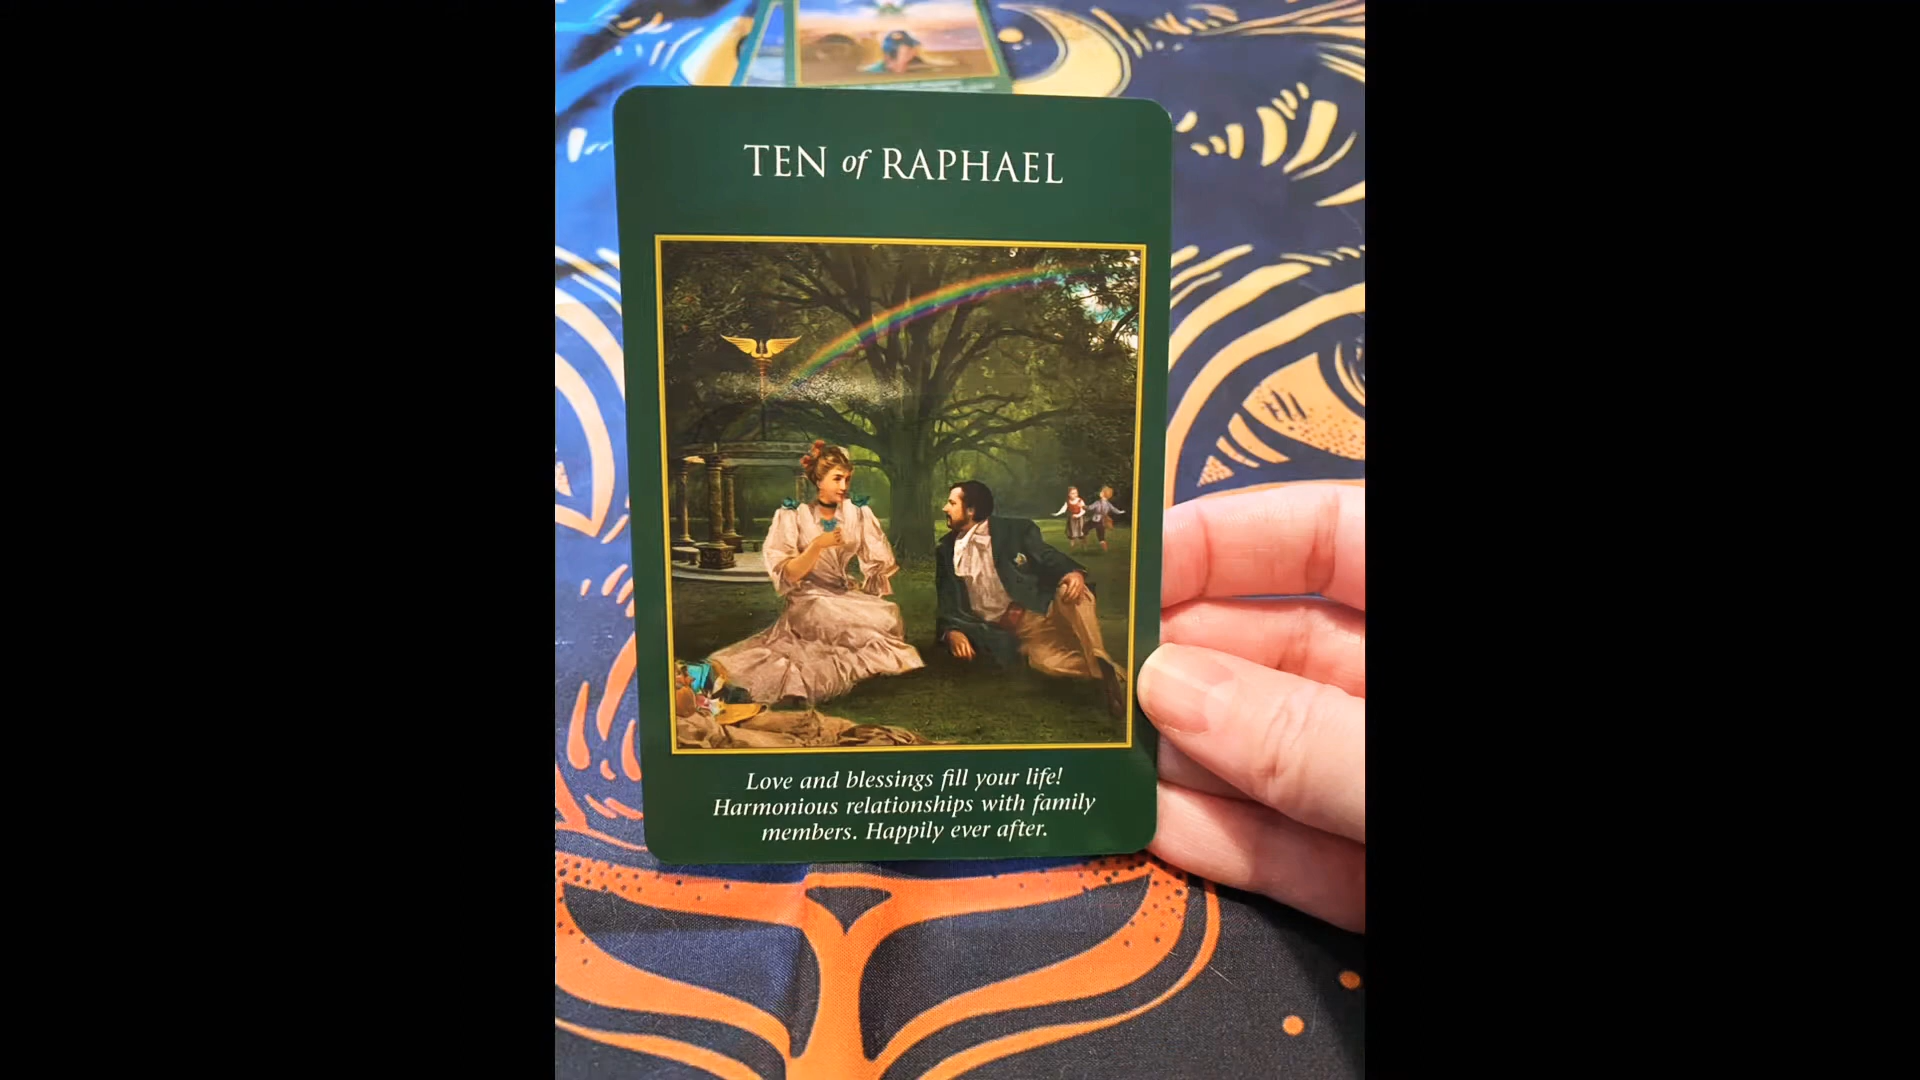 TEN of RAPHAEL
Love and blessings fill your life!
Harmonious relationships with family
members. Happily ever after.